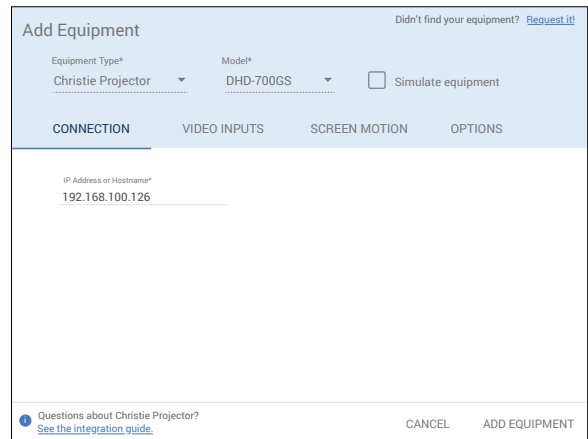 Add Equipment
Didn't find your equipment? Request it!
Equipment Type*
Model*
Christie Projector
DHD-700GS
Simulate equipment
CONNECTION
VIDEO INPUTS
SCREEN MOTION
OPTIONS
IP Address or Hostname*
192.168.100.126
Questions about Christie Projector?
See the integration guide.
CANCEL
ADD EQUIPMENT